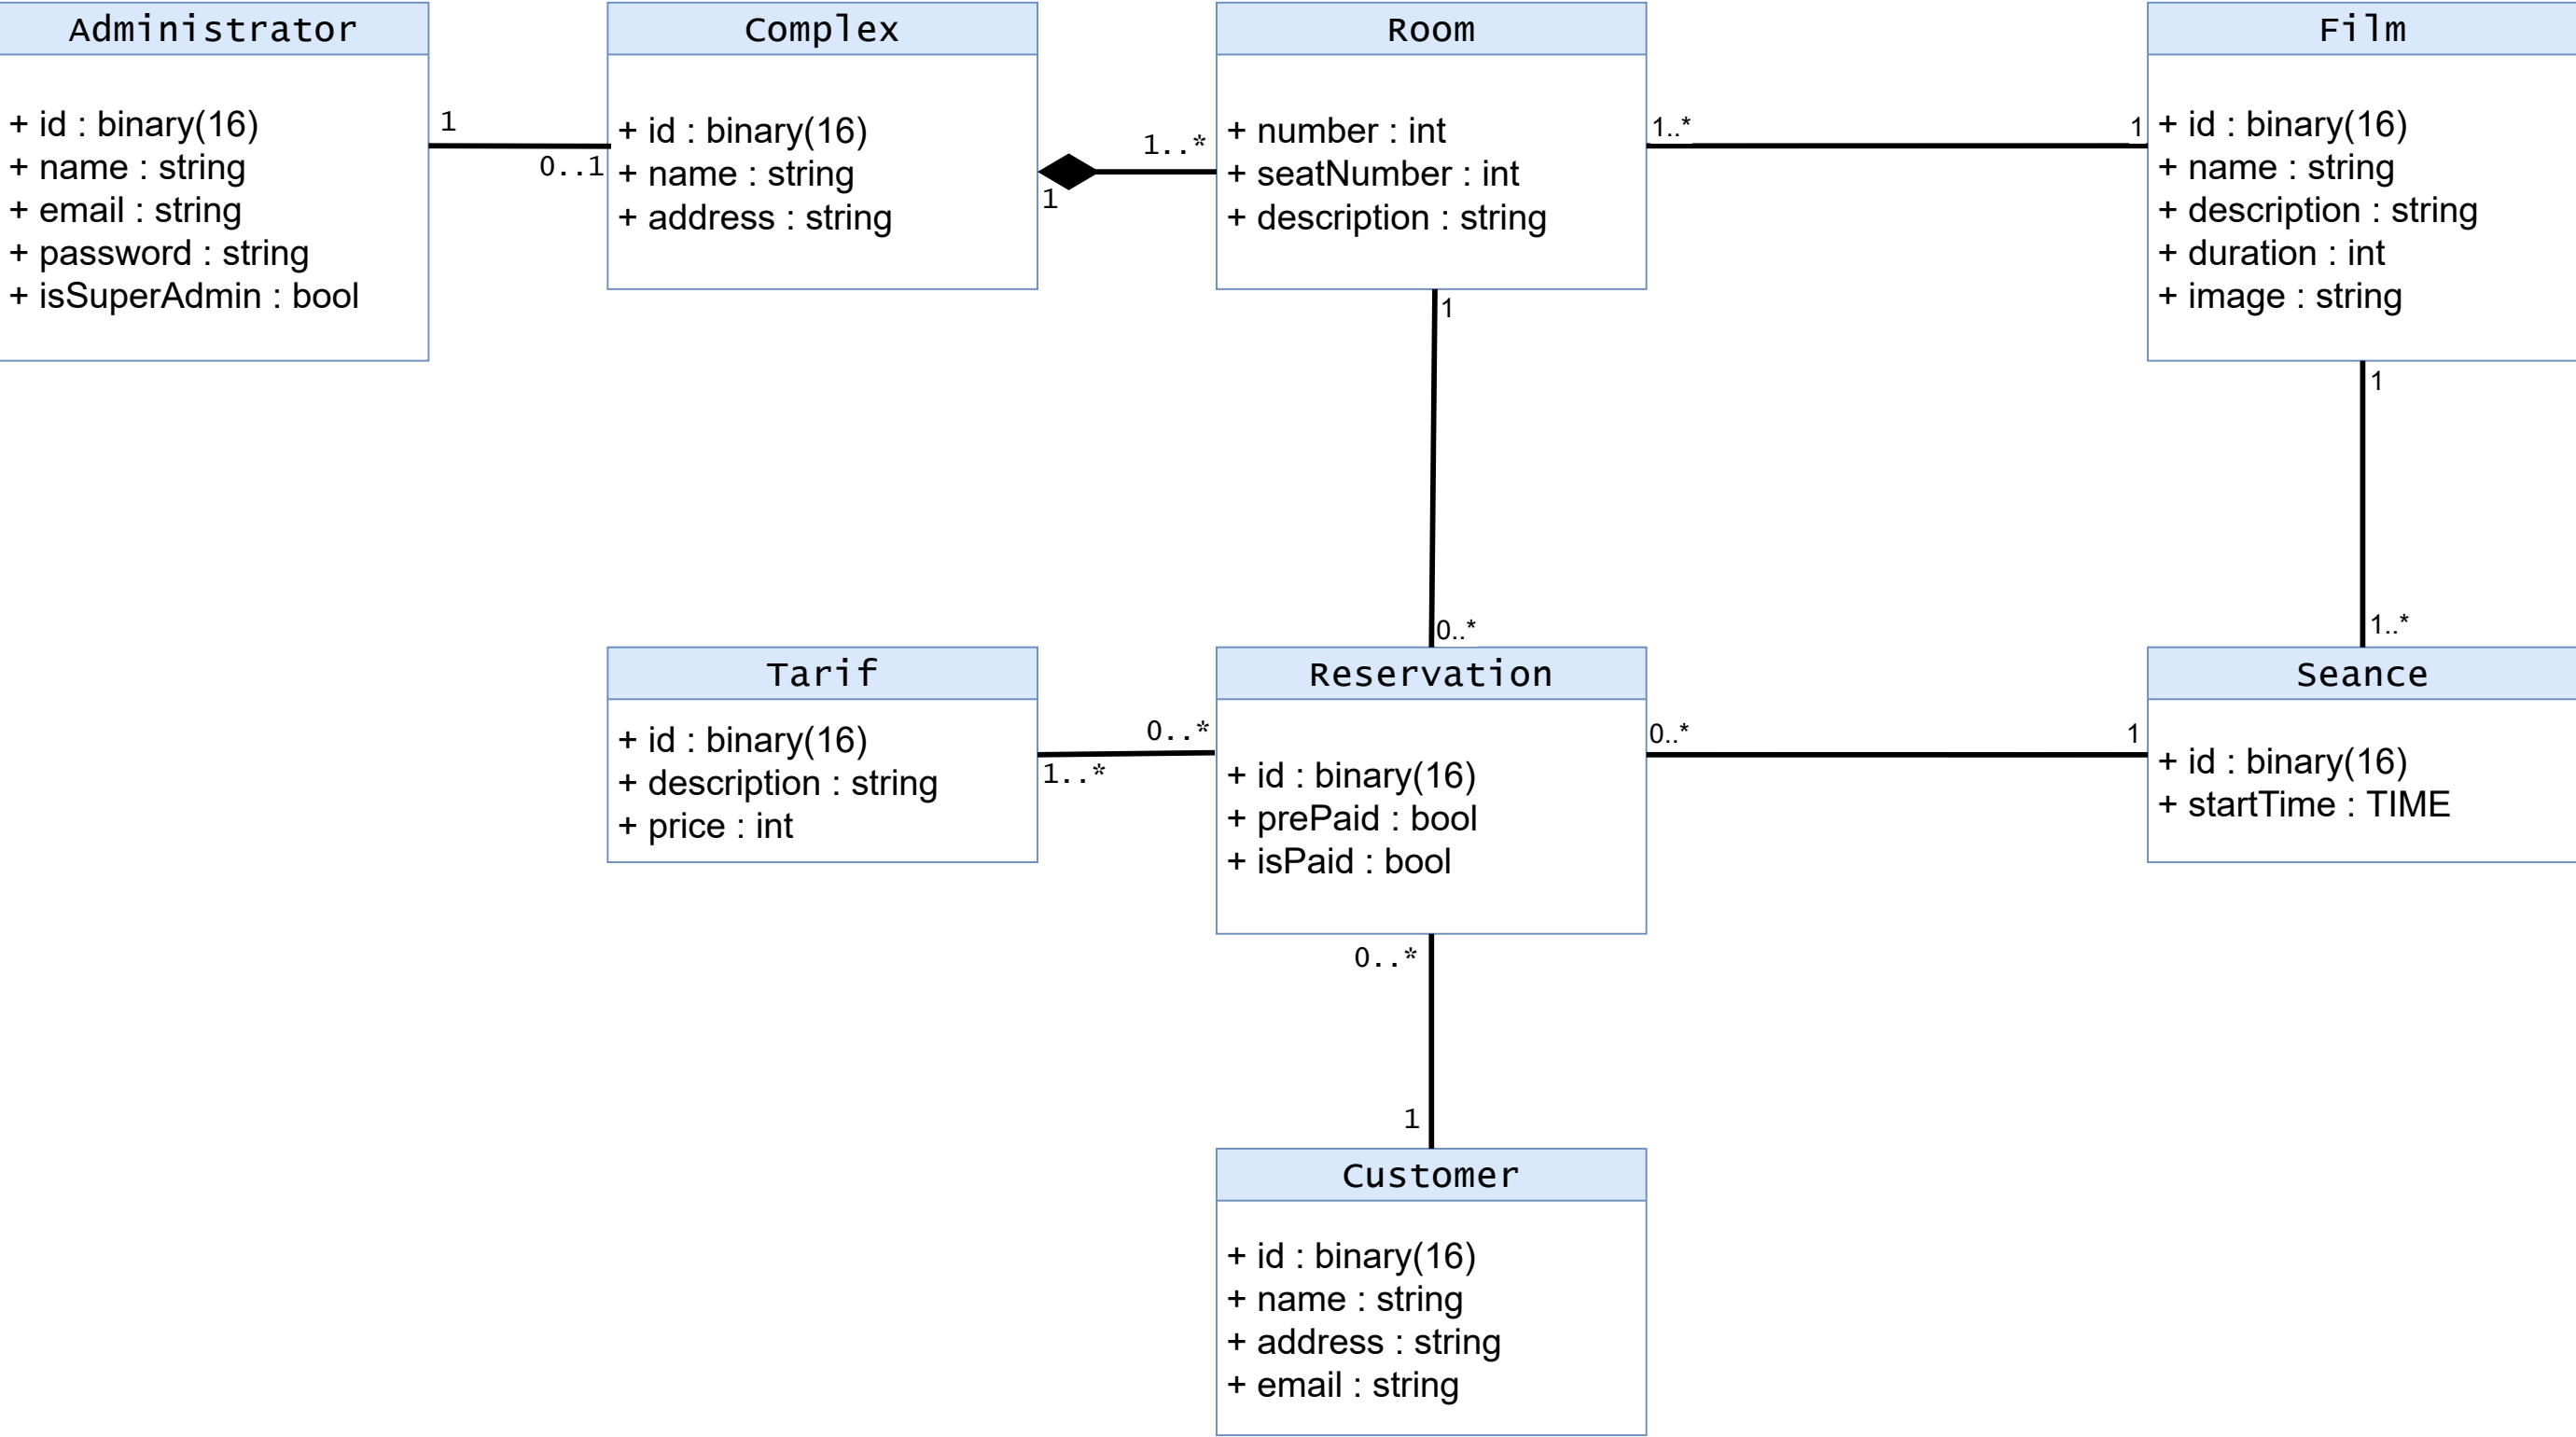 Administrator
+ id : binary(16)
+ name : string
+ email : string
+ password : string
+ isSuperAdmin : bool
1
0..1
Complex
+ id : binary(16)
+ name : string
+ address : string
1
1..*
Room
+ number : int
+ seatNumber : int
+ description : string
1..*
1
Film
+ id : binary(16)
+ name : string
+ description : string
+ duration : int
+ image : string
1
0..*
1
1..*
Tarif
+ id : binary(16)
+ description : string
+ price : int
1..*
0..*
Reservation
+ id : binary(16)
+ prePaid : bool
+ isPaid : bool
0..*
1
Seance
+ id : binary(16)
+ startTime : TIME
0..*
1
Customer
+ id : binary(16)
+ name : string
+ address : string
+ email : string